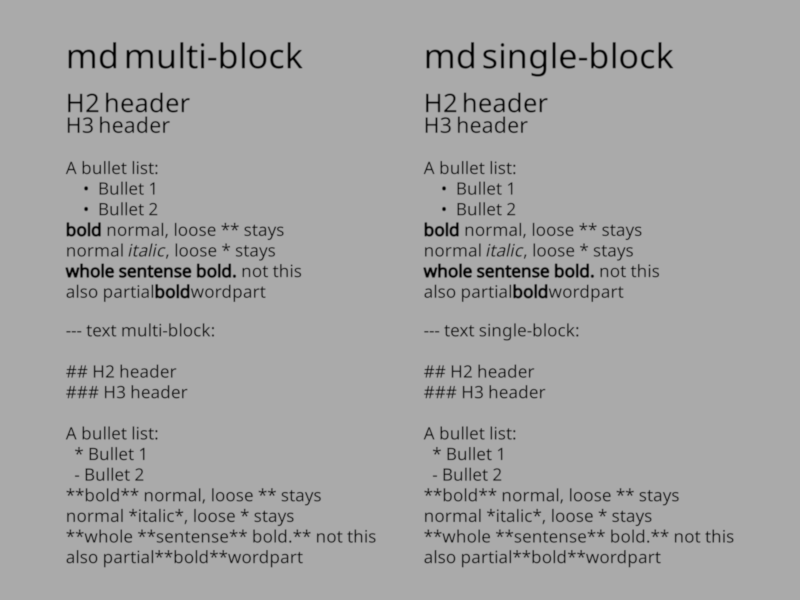 md multi-block
H2 header
H3 header
A bullet list:
• Bullet 1
• Bullet 2
bold normal, loose ** stays
normal italic, loose * stays
whole sentense bold. not this
also partialboldwordpart
--- text multi-block:
## H2 header
### H3 header
A bullet list:
* Bullet 1
- Bullet 2
**bold** normal, loose ** stays
normal *italic*, loose * stays
**whole **sentense** bold.** not this
also partial**bold**wordpart
md single-block
H2 header
H3 header
A bullet list:
• Bullet 1
• Bullet 2
bold normal, loose ** stays
normal italic, loose * stays
whole sentense bold. not this
also partialboldwordpart
--- text single-block:
## H2 header
### H3 header
A bullet list:
* Bullet 1
- Bullet 2
**bold** normal, loose ** stays
normal *italic*, loose * stays
**whole **sentense** bold.** not this
also partial**bold**wordpart